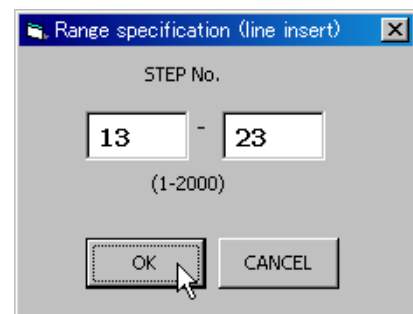 Range specification (line insert)
STEP No.
13 - 23
(1-2000)
OK CANCEL